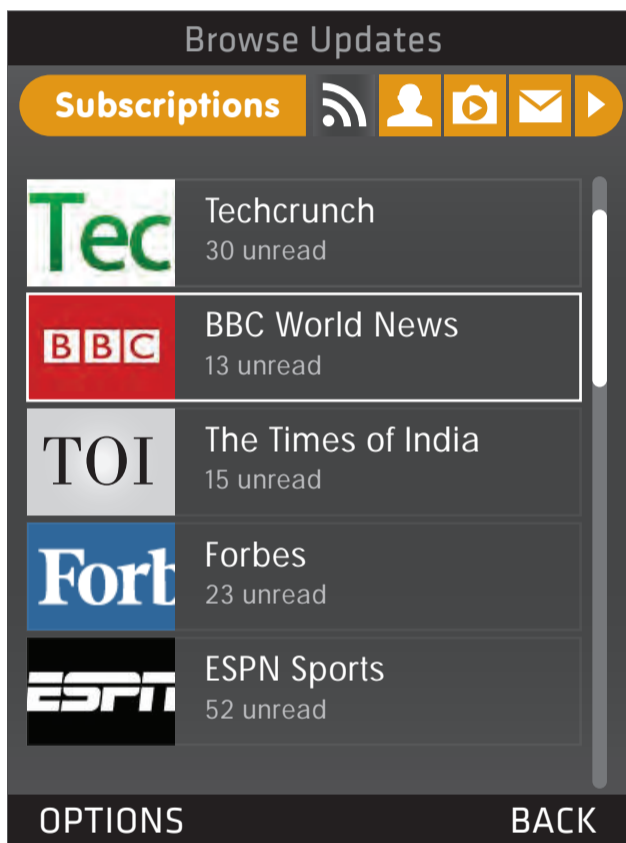 Browse Updates
Subscriptions
Tec
Techcrunch
30 unread
BBC
BBC World News
13 unread
TOI
The Times of India
15 unread
Forb
Forbes
23 unread
ESPN
ESPN Sports
52 unread
OPTIONS
BACK